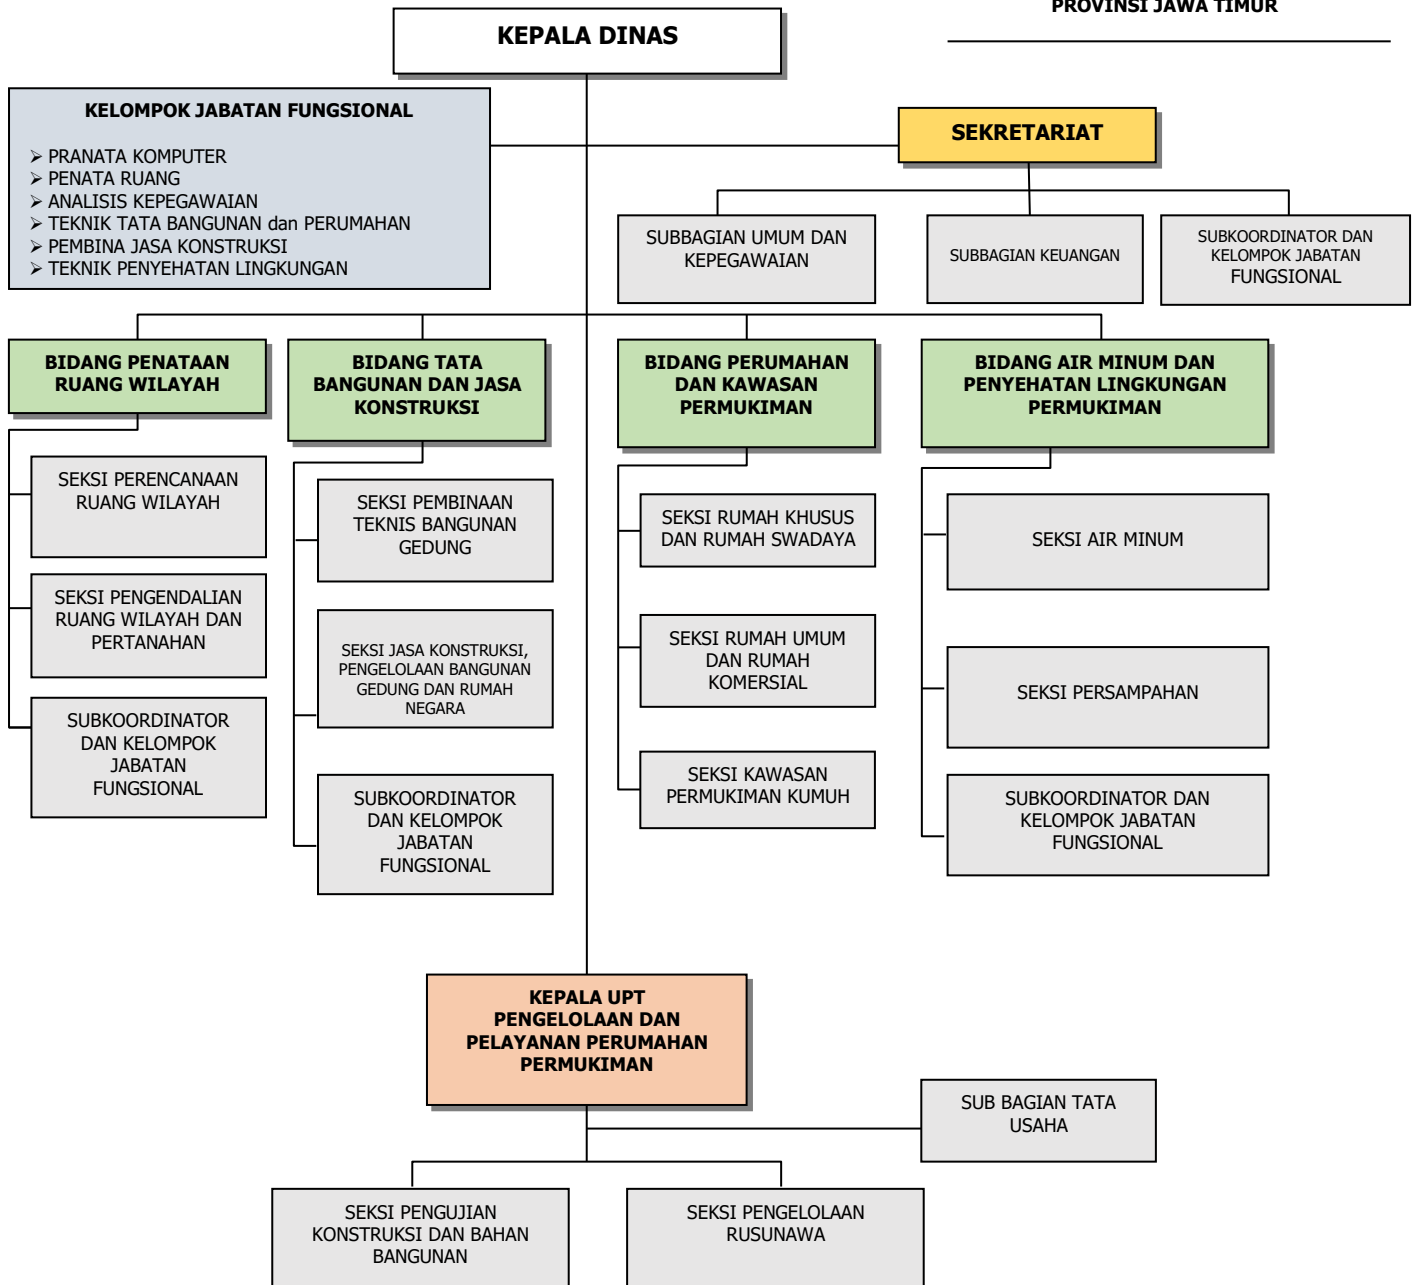 PROVINSI JAWA TIMUR
KEPALA DINAS
KELOMPOK JABATAN FUNGSIONAL
➢ PRANATA KOMPUTER
➢ PENATA RUANG
➢ ANALISIS KEPEGAWAIAN
➢ TEKNIK TATA BANGUNAN dan PERUMAHAN
➢ PEMBINA JASA KONSTRUKSI
➢ TEKNIK PENYEHATAN LINGKUNGAN
SEKRETARIAT
SUBBAGIAN UMUM DAN
KEPEGAWAIAN
SUBBAGIAN KEUANGAN
SUBKOORDINATOR DAN
KELOMPOK JABATAN
FUNGSIONAL
BIDANG PENATAAN
RUANG WILAYAH
BIDANG TATA
BANGUNAN DAN JASA
KONSTRUKSI
BIDANG PERUMAHAN
DAN KAWASAN
PERMUKIMAN
BIDANG AIR MINUM DAN
PENYEHATAN LINGKUNGAN
PERMUKIMAN
SEKSI PERENCANAAN
RUANG WILAYAH
SEKSI PENGENDALIAN
RUANG WILAYAH DAN
PERTANAHAN
SUBKOORDINATOR
DAN KELOMPOK
JABATAN
FUNGSIONAL
SEKSI PEMBINAAN
TEKNIS BANGUNAN
GEDUNG
SEKSI JASA KONSTRUKSI,
PENGELOLAAN BANGUNAN
GEDUNG DAN RUMAH
NEGARA
SUBKOORDINATOR
DAN KELOMPOK
JABATAN
FUNGSIONAL
SEKSI RUMAH KHUSUS
DAN RUMAH SWADAYA
SEKSI RUMAH UMUM
DAN RUMAH
KOMERSIAL
SEKSI KAWASAN
PERMUKIMAN KUMUH
SEKSI AIR MINUM
SEKSI PERSAMPAHAN
SUBKOORDINATOR DAN
KELOMPOK JABATAN
FUNGSIONAL
KEPALA UPT
PENGELOLAAN DAN
PELAYANAN PERUMAHAN
PERMUKIMAN
SUB BAGIAN TATA
USAHA
SEKSI PENGUJIAN
KONSTRUKSI DAN BAHAN
BANGUNAN
SEKSI PENGELOLAAN
RUSUNAWA